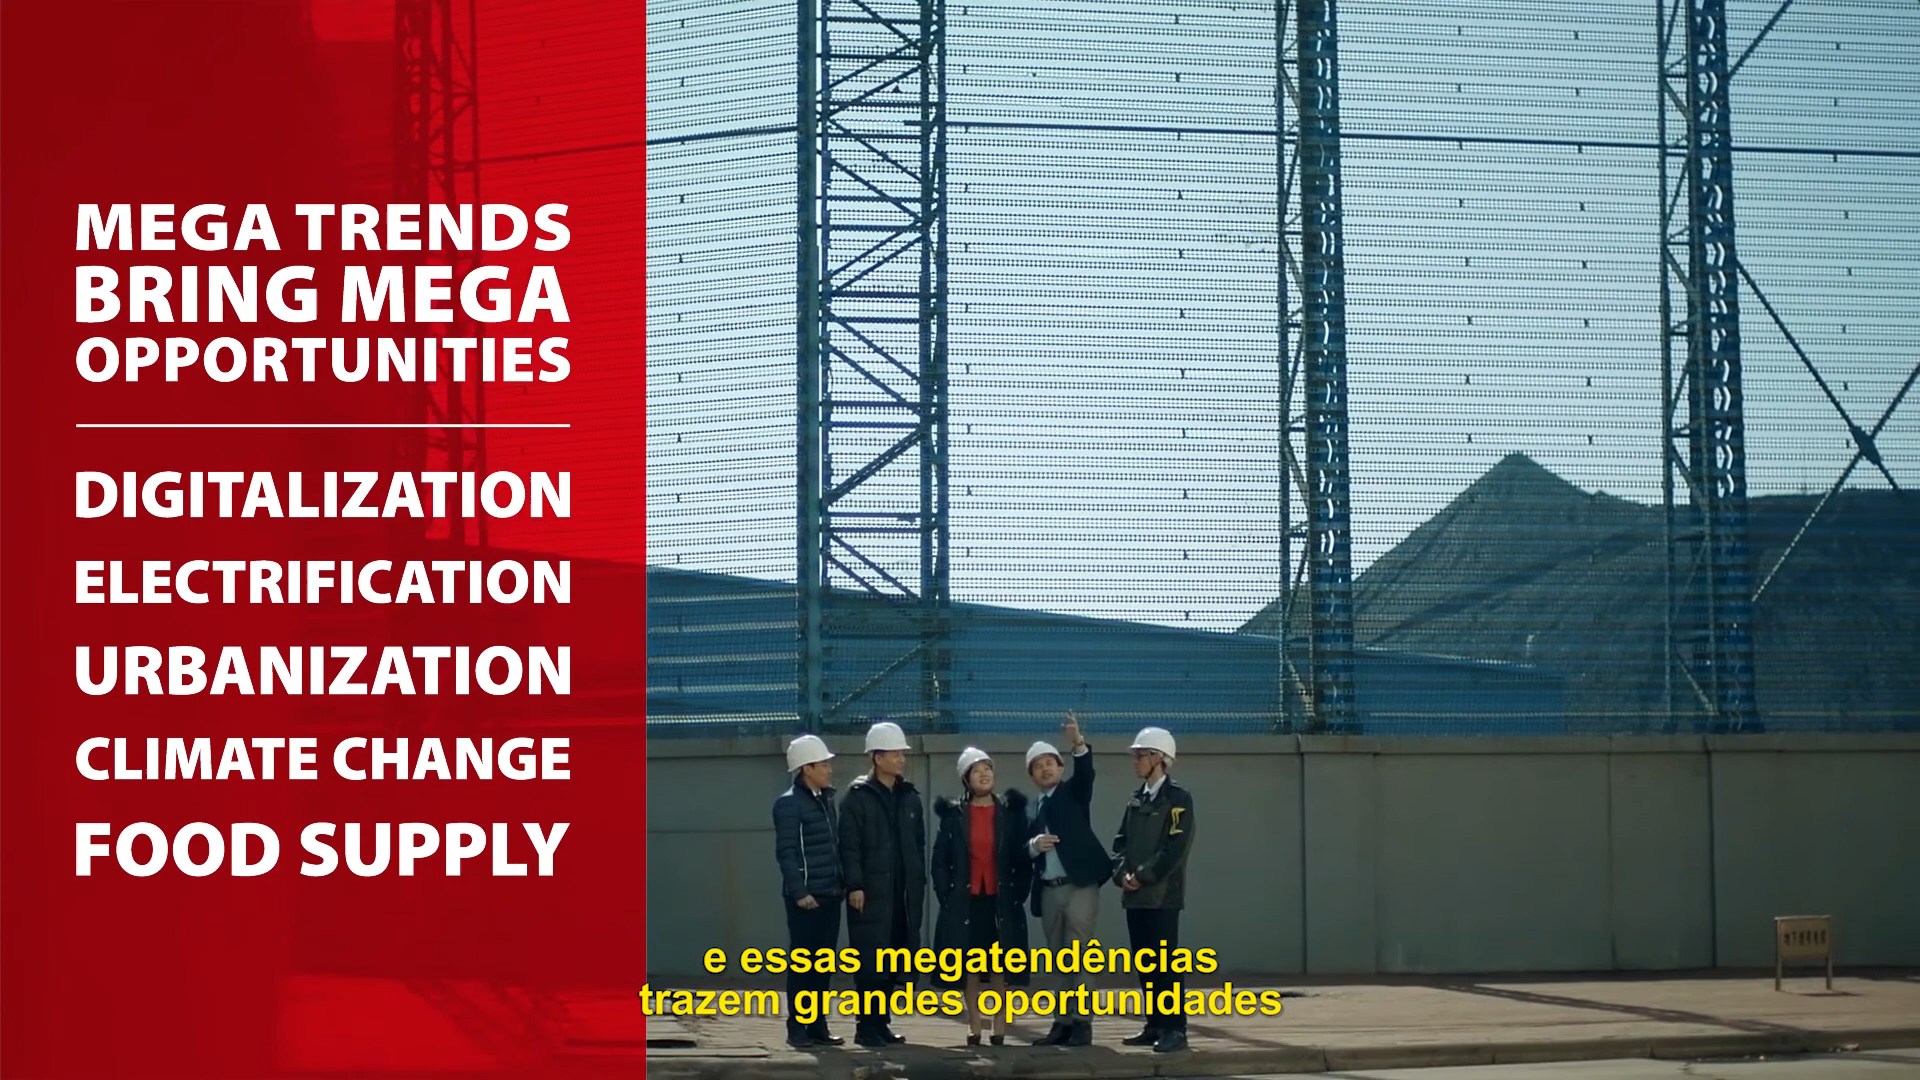 MEGA TRENDS
BRING MEGA
OPPORTUNITIES
DIGITALIZATION
ELECTRIFICATION
URBANIZATION
CLIMATE CHANGE
FOOD SUPPLY
e essas megatendências
trazem grandes oportunidades